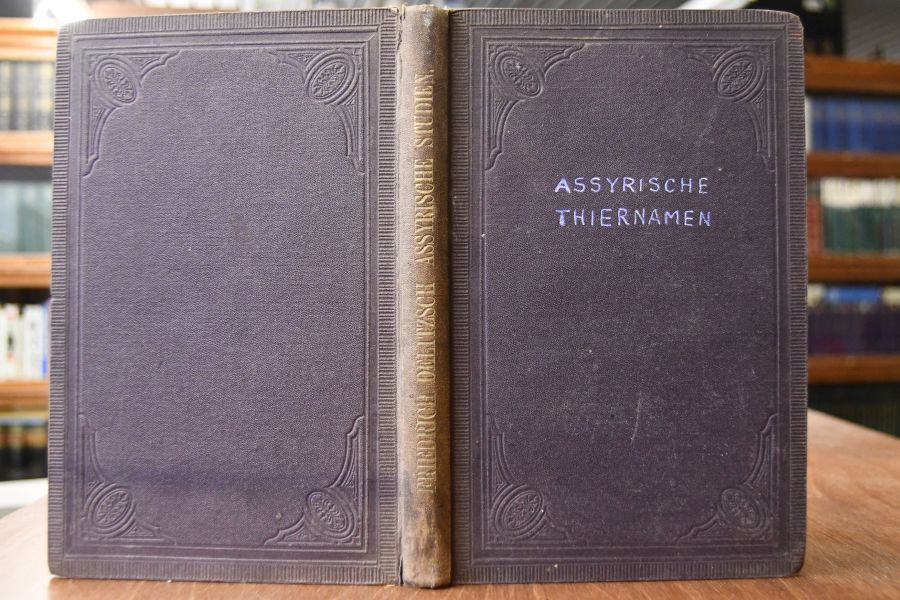 FRIEDRICH DELITZSCH ASSYRISCHE STUDIEN.
ASSYRISCHE
THIERNAMEN